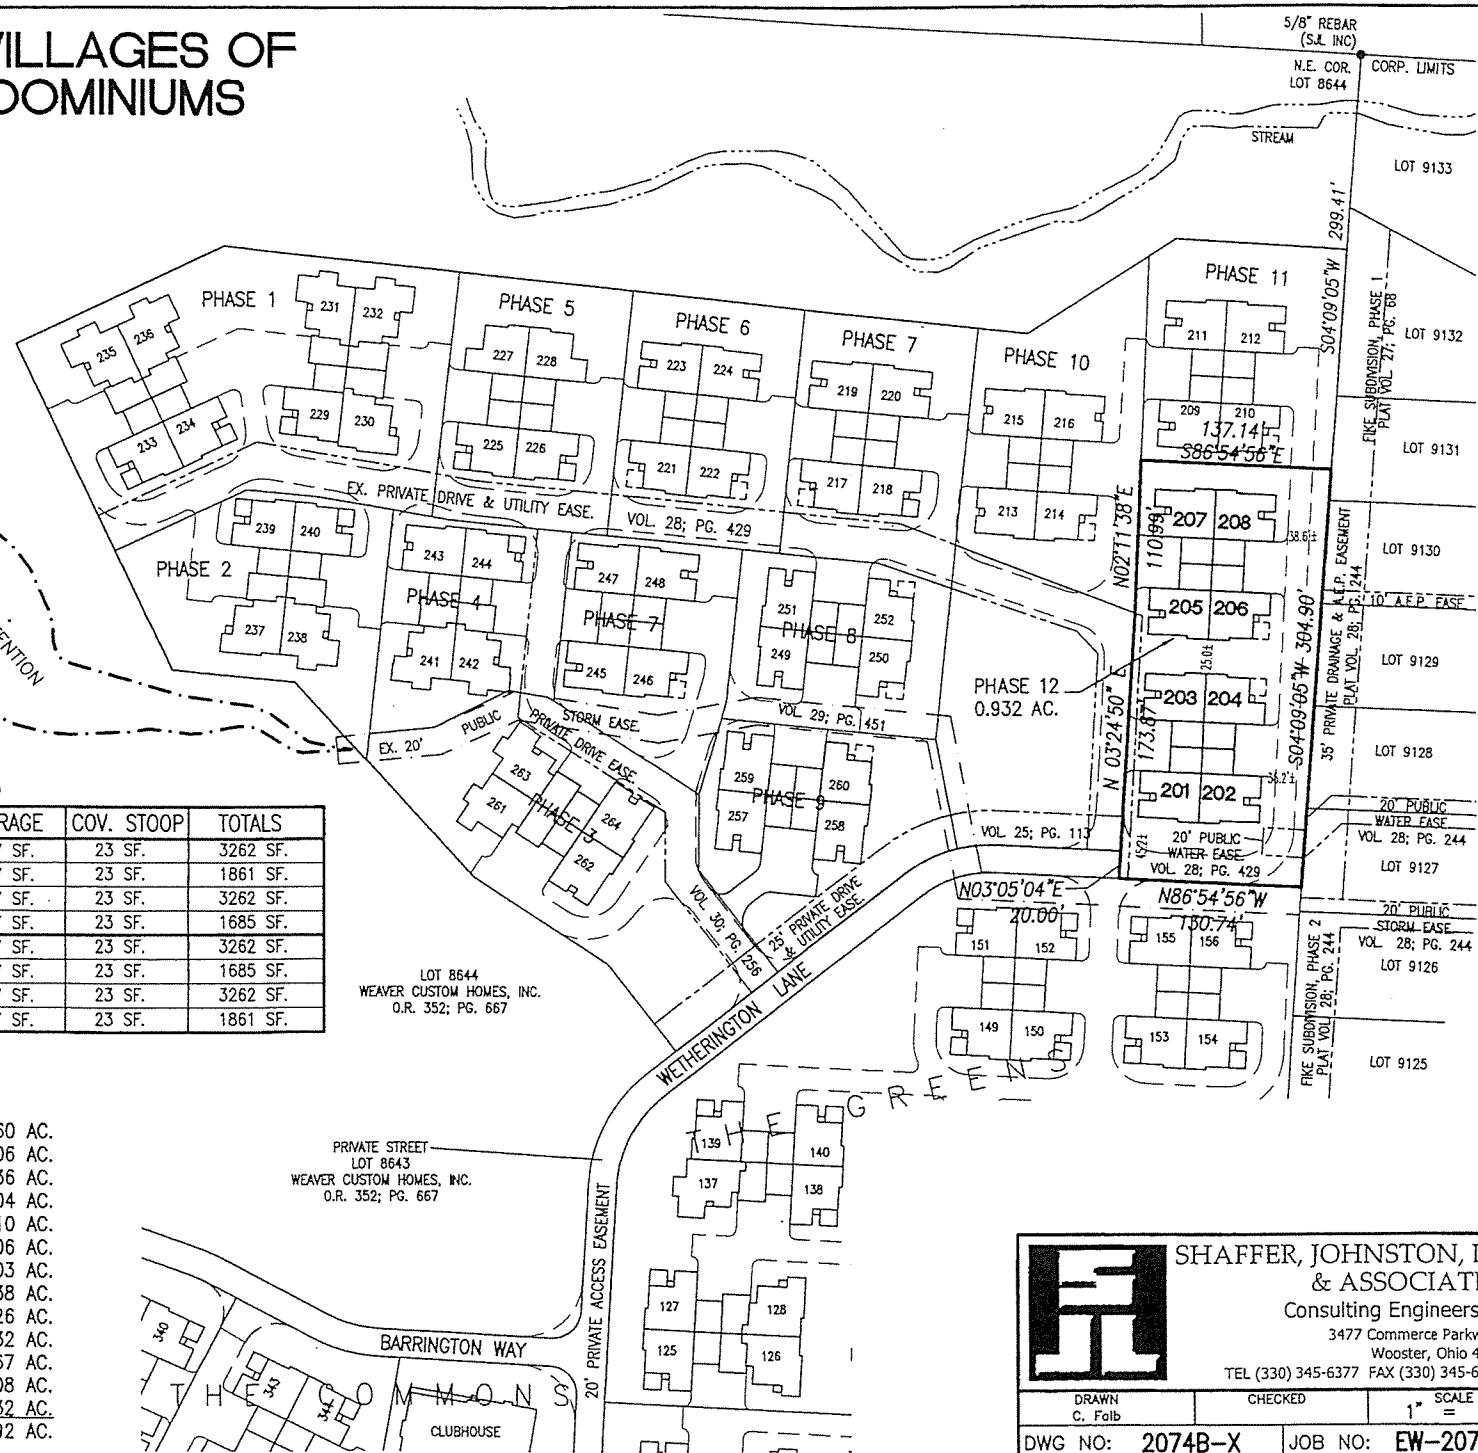 VILLAGES OF
DOMINIUMS
5/8" REBAR
(SJL INC)
N.E. COR.
LOT 8644
CORP. LIMITS
STREAM
LOT 9133
299.41'
S04°09'05"W
FIKE SUBDIVISION, PHASE 1
PLAT VOL. 27; PG. 68
LOT 9132
LOT 9131
LOT 9130
10' A.E.P. EASE
LOT 9129
LOT 9128
20' PUBLIC
WATER EASE.
VOL. 28; PG. 244
LOT 9127
20' PUBLIC
STORM EASE.
VOL. 28; PG. 244
LOT 9126
LOT 9125
FIKE SUBDIVISION, PHASE 2
PLAT VOL. 28; PG. 244
35' PRIVATE DRAINAGE & A.E.P. EASEMENT
PLAT VOL. 28; PG. 244
PHASE 1
235
236
231
232
233
234
229
230
PHASE 5
227
228
225
226
PHASE 6
223
224
221
222
PHASE 7
219
220
217
218
PHASE 10
215
216
213
214
PHASE 11
211
212
209
210
137.14'
S86°54'56"E
N02°11'38"E
110.99'
207
208
38.6'±
205
206
25.0'±
PHASE 12
0.932 AC.
203
204
N 03°24'50" E
173.87'
S04°09'05"W 304.90'
201
202
36.2'±
45.2'±
20' PUBLIC
WATER EASE.
VOL. 28; PG. 429
N03°05'04"E
20.00'
N86°54'56"W
130.74'
EX. PRIVATE DRIVE & UTILITY EASE.
VOL. 28; PG. 429
PHASE 2
239
240
237
238
PHASE 4
243
244
241
242
PHASE 7
247
248
245
246
PHASE 8
251
252
249
250
VOL. 29; PG. 451
PHASE 9
259
260
257
258
VOL. 25; PG. 113
EX. 20'
PUBLIC
STORM EASE.
PRIVATE DRIVE EASE.
PHASE 3
263
264
261
262
VOL. 30; PG. 256
25' PRIVATE DRIVE
& UTILITY EASE.
WETHERINGTON LANE
LOT 8644
WEAVER CUSTOM HOMES, INC.
O.R. 352; PG. 667
RAGE COV. STOOP TOTALS
SF. 23 SF. 3262 SF.
SF. 23 SF. 1861 SF.
SF. 23 SF. 3262 SF.
SF. 23 SF. 1685 SF.
SF. 23 SF. 3262 SF.
SF. 23 SF. 1685 SF.
SF. 23 SF. 3262 SF.
SF. 23 SF. 1861 SF.
151
152
155
156
149
150
153
154
THE GREENS
139
140
137
138
127
128
125
126
PRIVATE STREET
LOT 8643
WEAVER CUSTOM HOMES, INC.
O.R. 352; PG. 667
20' PRIVATE ACCESS EASEMENT
BARRINGTON WAY
THE COMMONS
340
343
344
CLUBHOUSE
60 AC.
06 AC.
36 AC.
04 AC.
10 AC.
06 AC.
03 AC.
38 AC.
26 AC.
32 AC.
67 AC.
08 AC.
32 AC.
92 AC.
SHAFFER, JOHNSTON,
& ASSOCIAT
Consulting Engineers
3477 Commerce Parkw
Wooster, Ohio 4
TEL (330) 345-6377 FAX (330) 345-6
DRAWN
C. Folb
CHECKED
SCALE
1" =
DWG NO: 2074B-X
JOB NO: EW-207